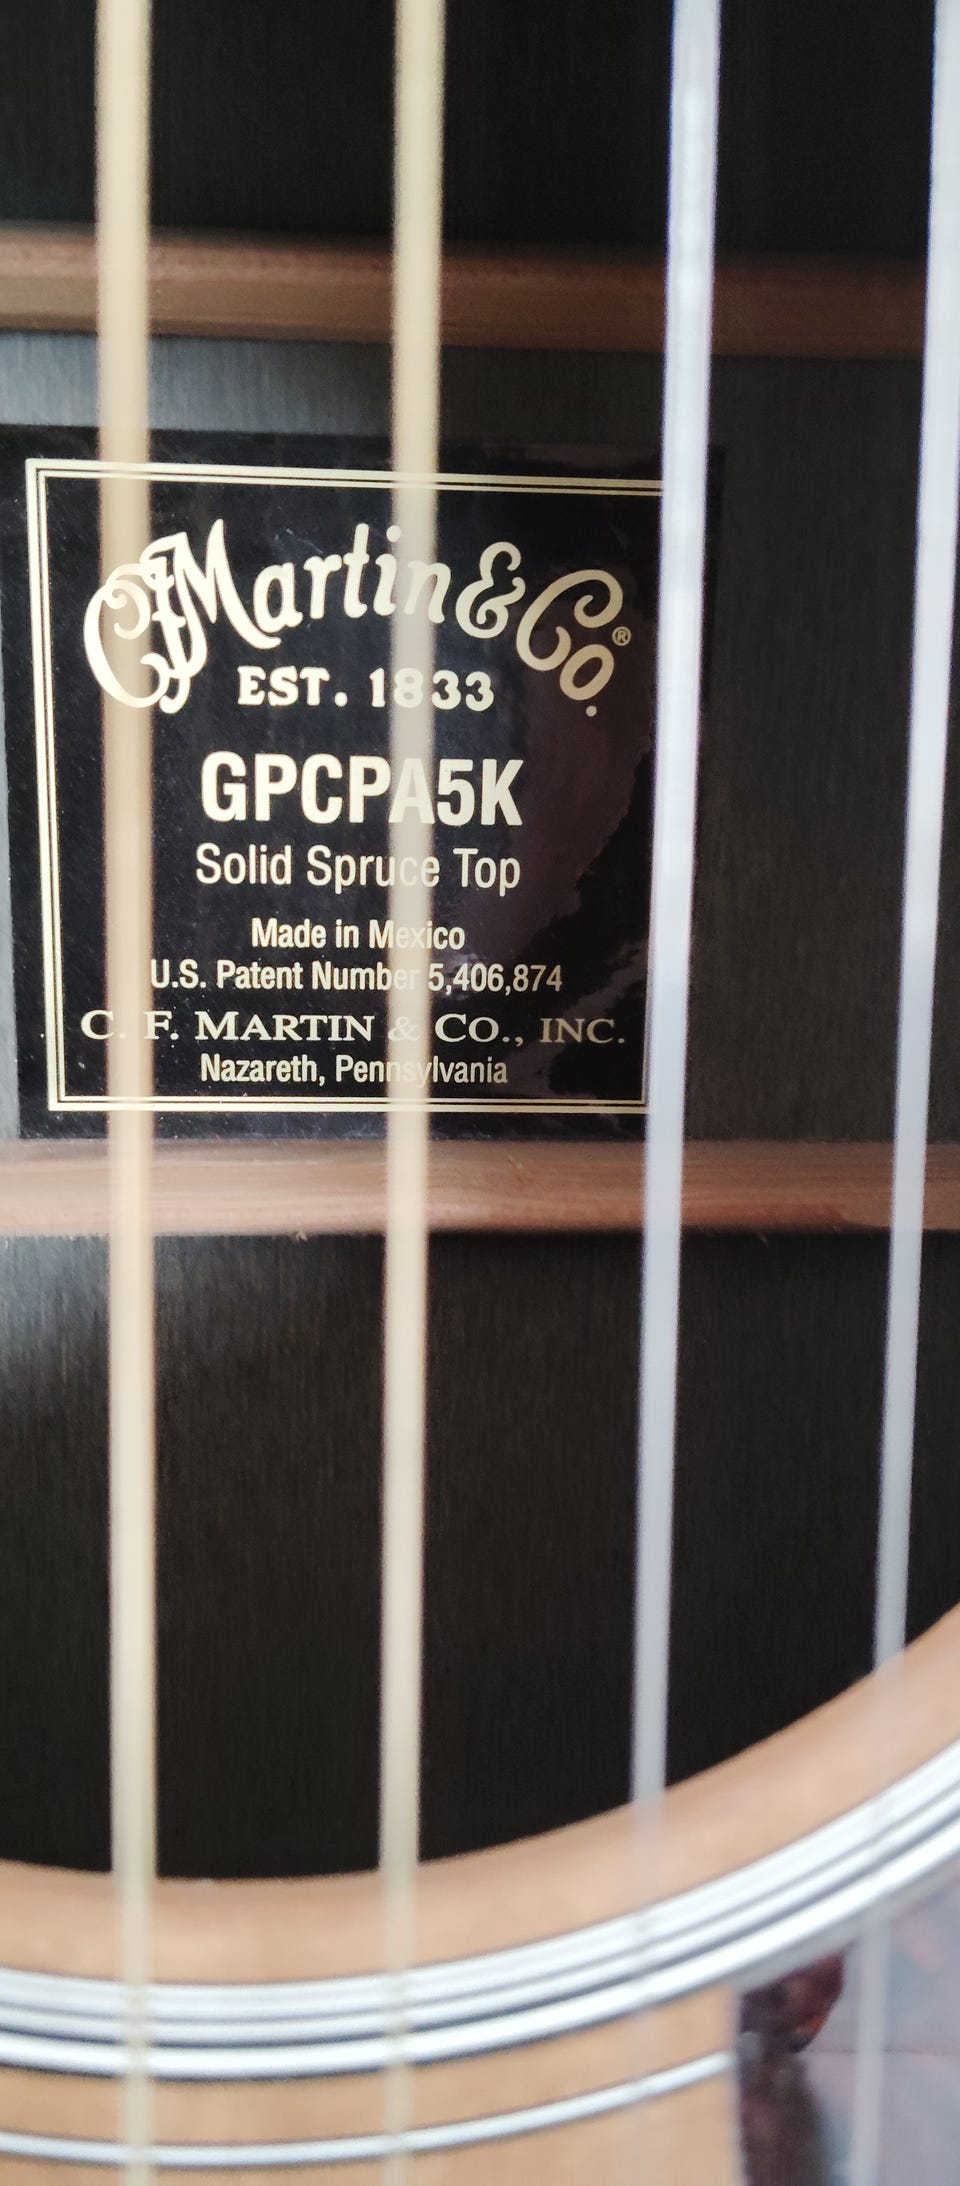 CFMartin & Co.®
EST. 1833
GPCPA5K
Solid Spruce Top
Made in Mexico
U.S. Patent Number 5,406,874
C. F. MARTIN & CO., INC.
Nazareth, Pennsylvania